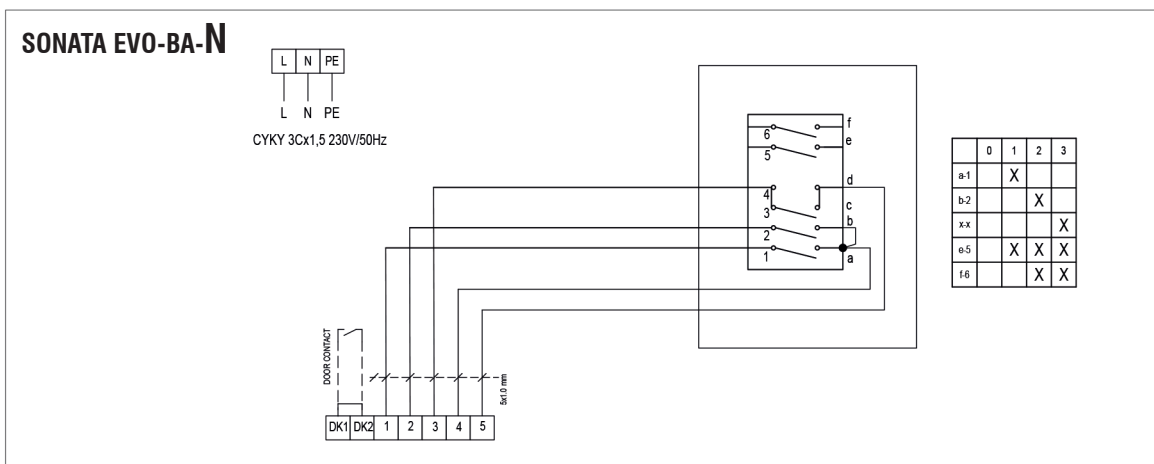 SONATA EVO-BA-N
L N PE
L N PE
CYKY 3Cx1,5 230V/50Hz
6 f
5 e
4 d
3 c
2 b
1 a
0 1 2 3
a-1 X
b-2 X
x-x X
e-5 X X X
f-6 X X
DOOR CONTACT
5x1.0 mm
DK1 DK2 1 2 3 4 5